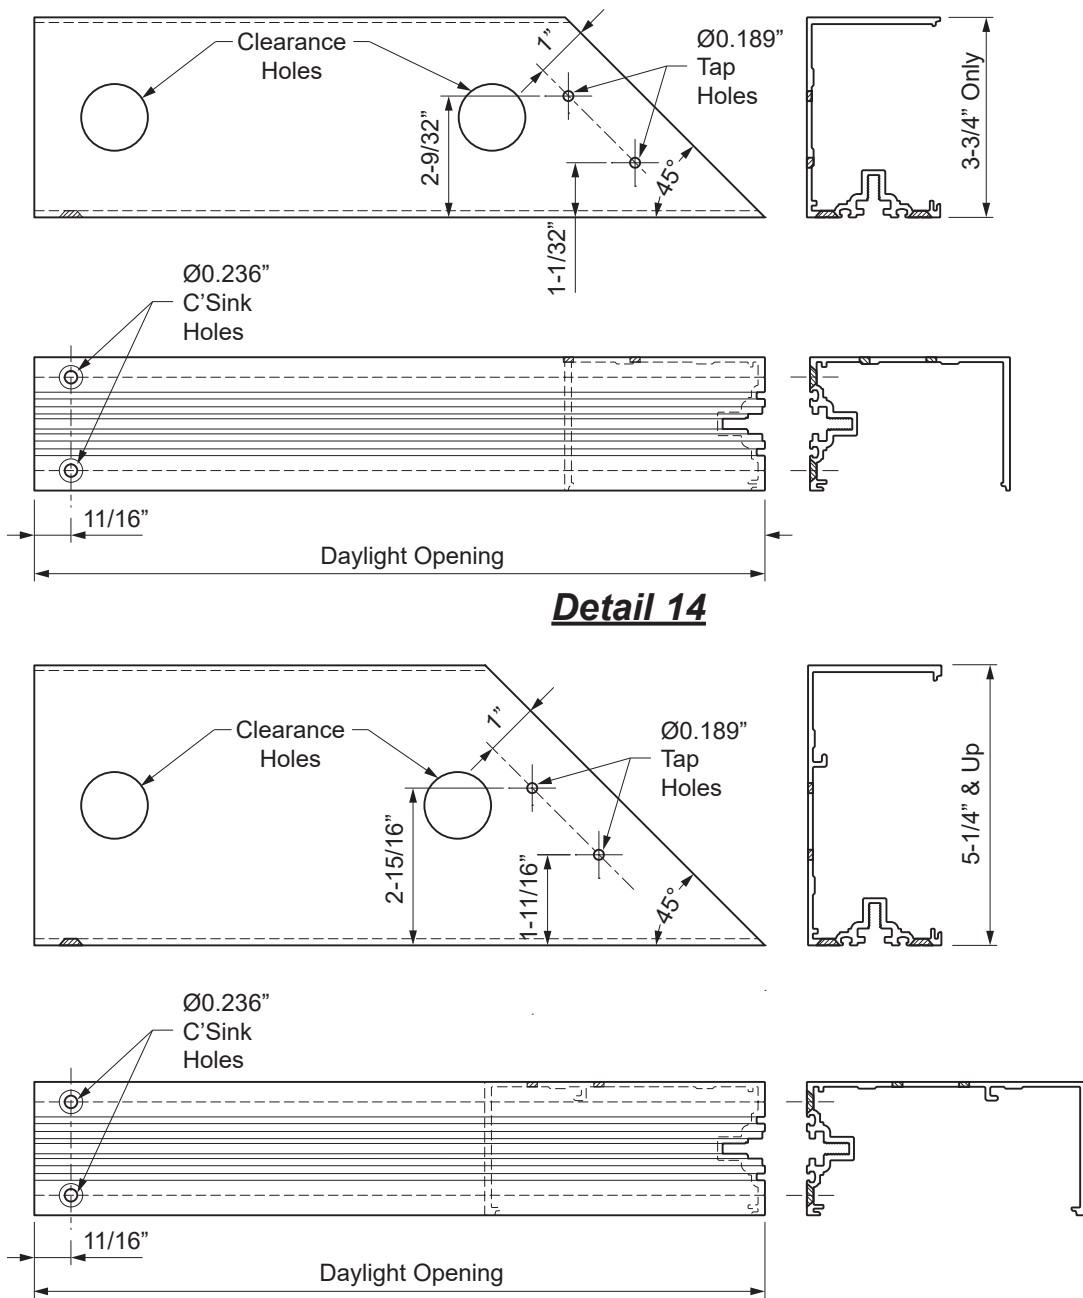 Clearance
Holes
1”
Ø0.189”
Tap
Holes
2-9/32”
1-1/32”
45°
3-3/4” Only
Ø0.236”
C’Sink
Holes
11/16”
Daylight Opening
Detail 14
Clearance
Holes
1”
Ø0.189”
Tap
Holes
2-15/16”
1-11/16”
45°
5-1/4” & Up
Ø0.236”
C’Sink
Holes
11/16”
Daylight Opening